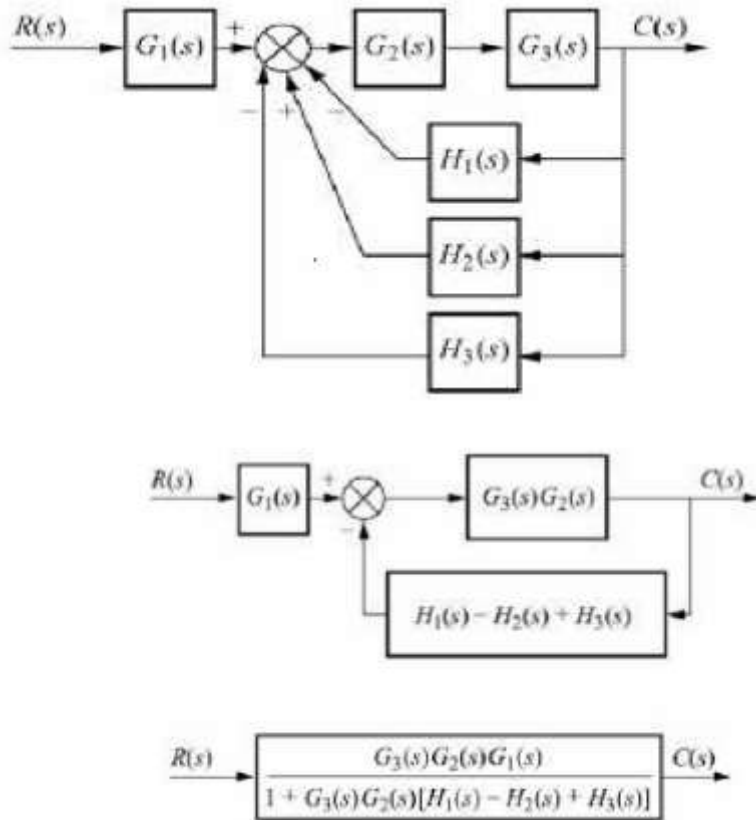 R(s) G₁(s) + G₂(s) G₃(s) C(s)
− + −
H₁(s)
H₂(s)
H₃(s)
R(s) G₁(s) + G₃(s)G₂(s) C(s)
−
H₁(s) − H₂(s) + H₃(s)
G₃(s)G₂(s)G₁(s)
R(s) C(s)
1 + G₃(s)G₂(s)[H₁(s) − H₂(s) + H₃(s)]